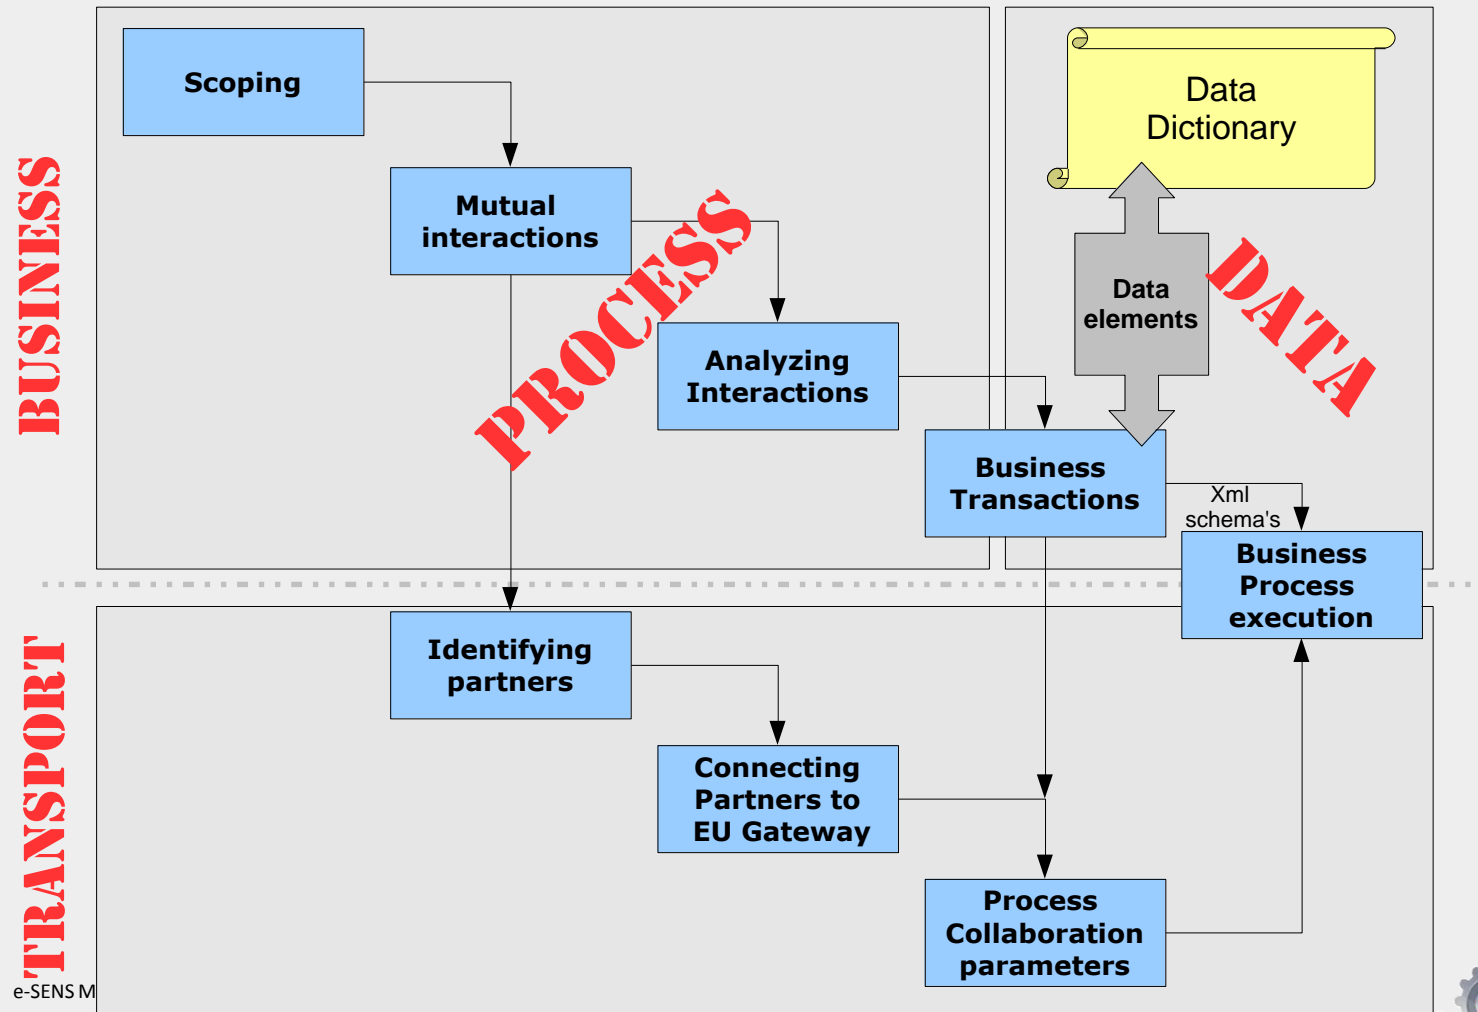 Scoping
Data
Dictionary
BUSINESS
Mutual
interactions
PROCESS
DATA
Data
elements
Analyzing
Interactions
Business
Transactions
Xml
schema's
Business
Process
execution
TRANSPORT
Identifying
partners
Connecting
Partners to
EU Gateway
Process
Collaboration
parameters
e-SENS M